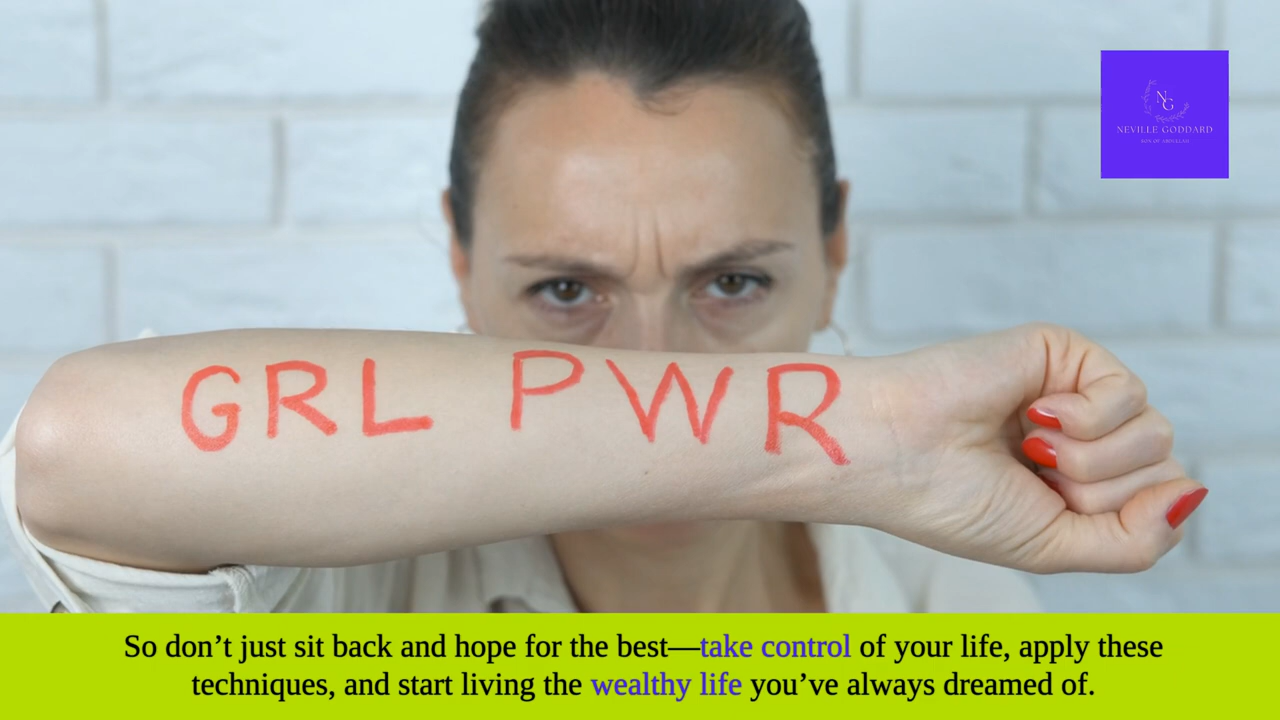 NG
NEVILLE GODDARD
GRL PWR
So don’t just sit back and hope for the best—take control of your life, apply these
techniques, and start living the wealthy life you’ve always dreamed of.